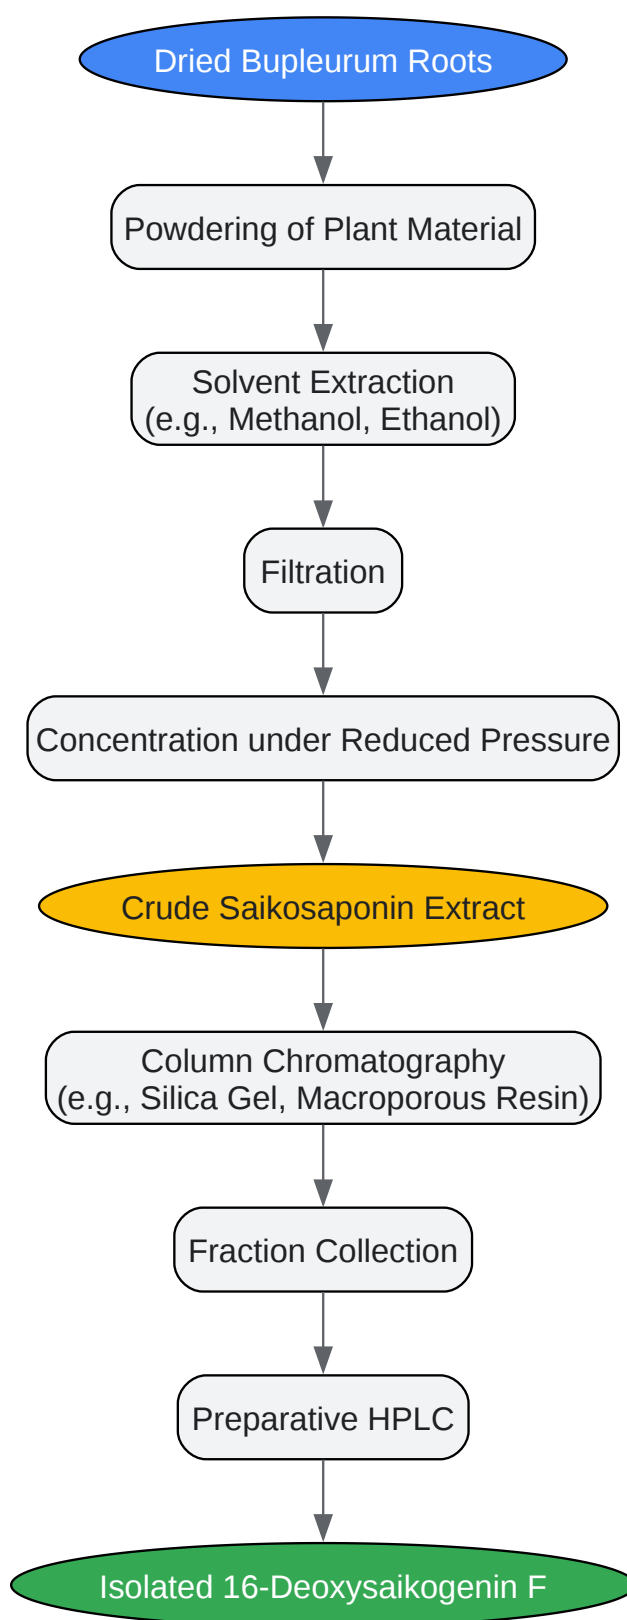 Dried Bupleurum Roots
Powdering of Plant Material
Solvent Extraction
(e.g., Methanol, Ethanol)
Filtration
Concentration under Reduced Pressure
Crude Saikosaponin Extract
Column Chromatography
(e.g., Silica Gel, Macroporous Resin)
Fraction Collection
Preparative HPLC
Isolated 16-Deoxysaikogenin F